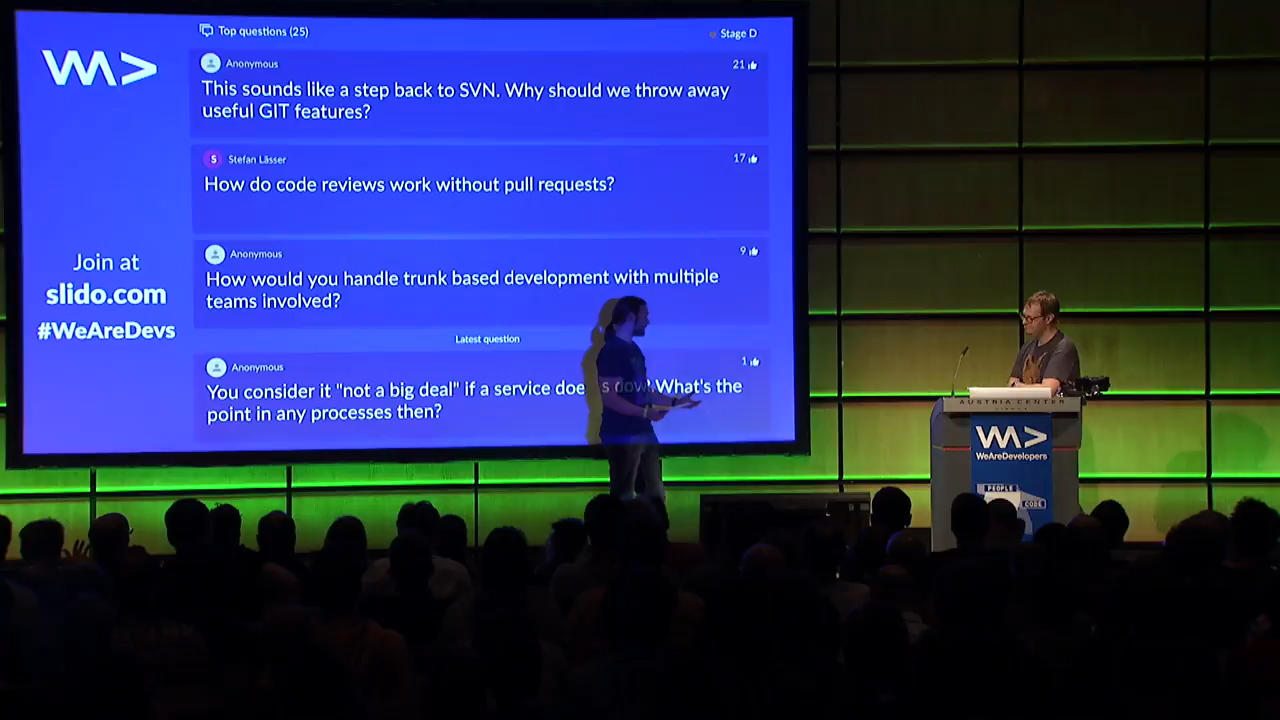 Top questions (25)
Stage D
Anonymous
21
This sounds like a step back to SVN. Why should we throw away
useful GIT features?
S
Stefan Lässer
17
How do code reviews work without pull requests?
Anonymous
9
How would you handle trunk based development with multiple
teams involved?
Latest question
Anonymous
1
You consider it "not a big deal" if a service What's the
point in any processes then?
Join at
slido.com
#WeAreDevs
AUSTRIA CENTER
WeAreDevelopers
PEOPLE
CODE